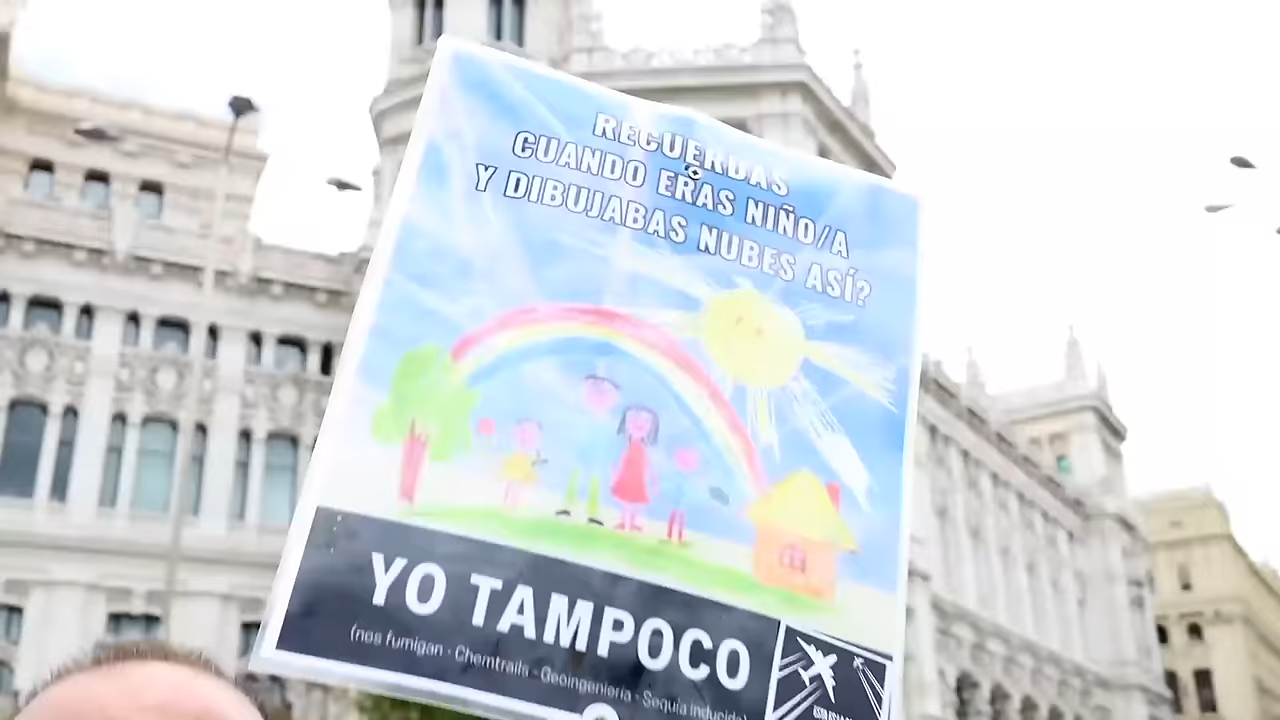 RECUERDAS
CUANDO ERAS NIÑO/A
Y DIBUJABAS NUBES ASÍ?
YO TAMPOCO
(nos fumigan - Chemtrails - Geoingeniería - Sequía inducida)